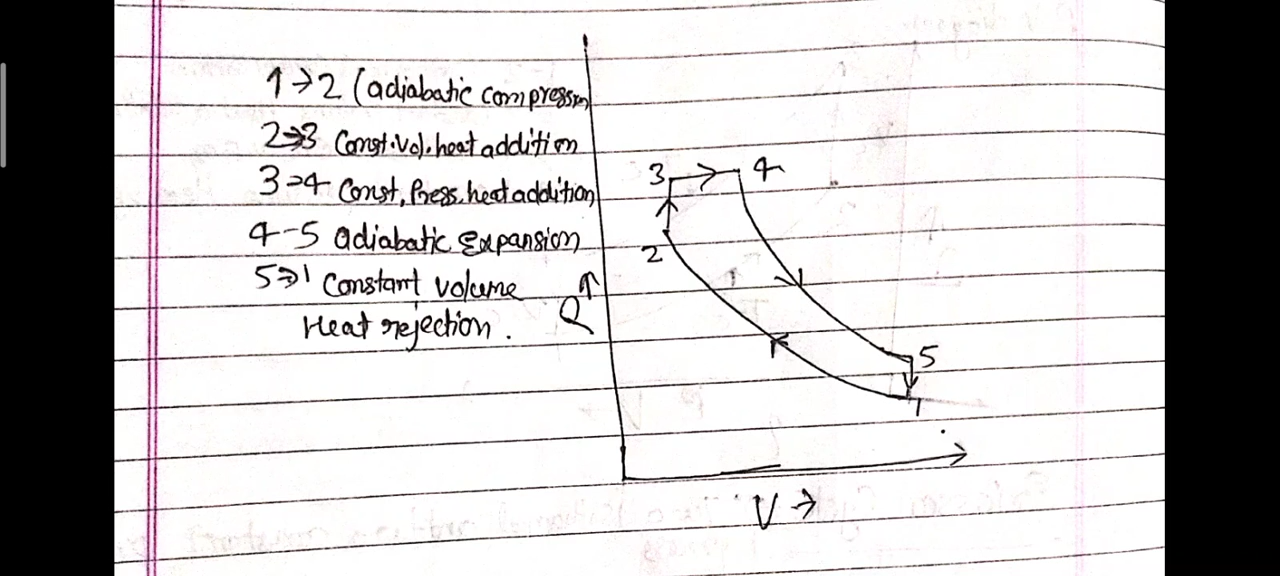 1→2 (adiabatic compression
2→3 Const.vol.heat addition
3→4 Const, Press, heat addition
4-5 adiabatic Expansion
5→1 Constant volume
Heat rejection.
3 → 4
2
P↑
5
1
V →